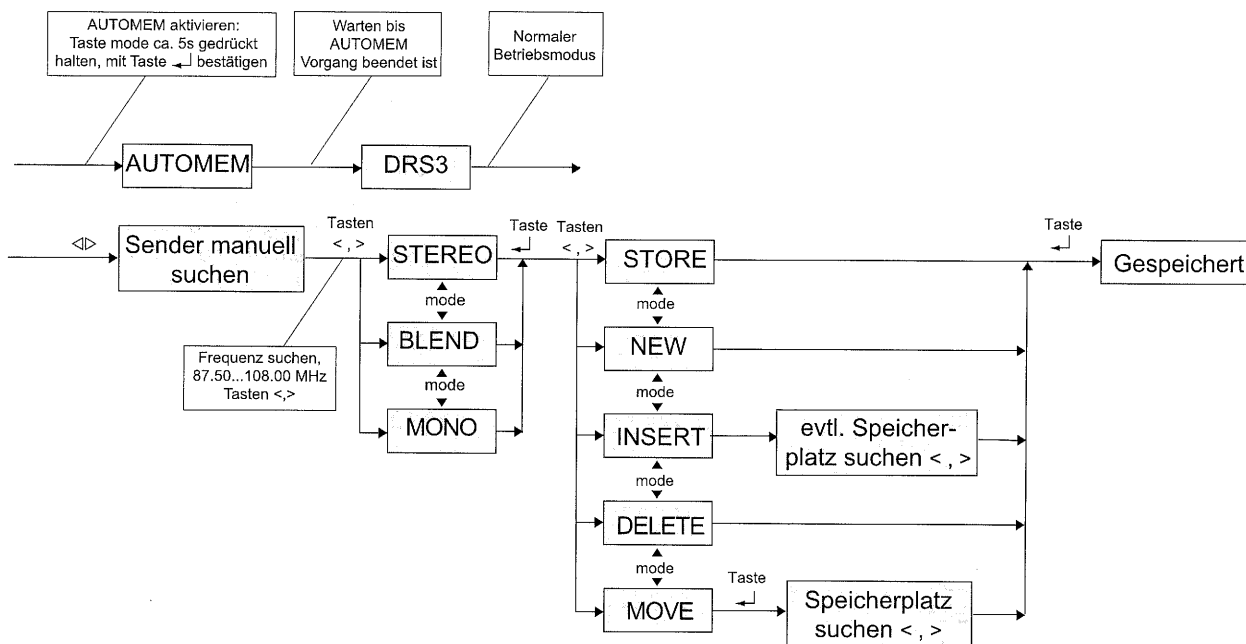 AUTOMEM aktivieren:
Taste mode ca. 5s gedrückt
halten, mit Taste ↵ bestätigen
Warten bis
AUTOMEM
Vorgang beendet ist
Normaler
Betriebsmodus
AUTOMEM
DRS3
Tasten
< , >
Taste
↵
Tasten
< , >
Taste
↵
◁▷
Sender manuell
suchen
STEREO
STORE
Gespeichert
mode
mode
BLEND
NEW
Frequenz suchen,
87.50...108.00 MHz
Tasten <,>
mode
mode
MONO
INSERT
evtl. Speicher-
platz suchen < , >
mode
DELETE
mode
Taste
↵
MOVE
Speicherplatz
suchen < , >